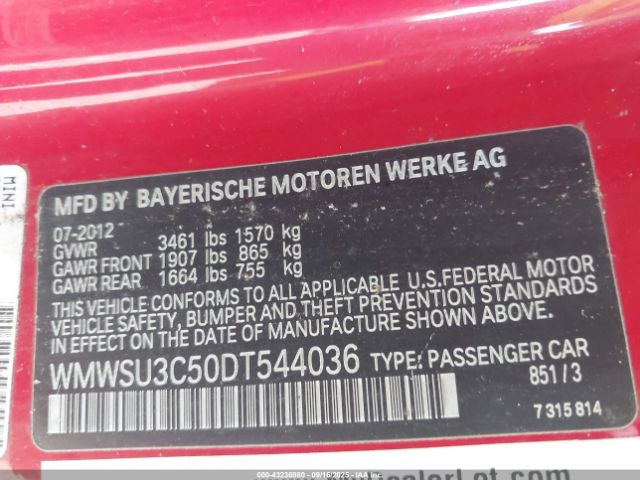 MINI
MFD BY BAYERISCHE MOTOREN WERKE AG
07-2012
GVWR 3461 lbs 1570 kg
GAWR FRONT 1907 lbs 865 kg
GAWR REAR 1664 lbs 755 kg
THIS VEHICLE CONFORMS TO ALL APPLICABLE U.S.FEDERAL MOTOR
VEHICLE SAFETY, BUMPER AND THEFT PREVENTION STANDARDS
IN EFFECT ON THE DATE OF MANUFACTURE SHOWN ABOVE.
WMWSU3C50DT544036 TYPE: PASSENGER CAR
851/3
7 315 814
000-43236980 - 09/16/2025 -